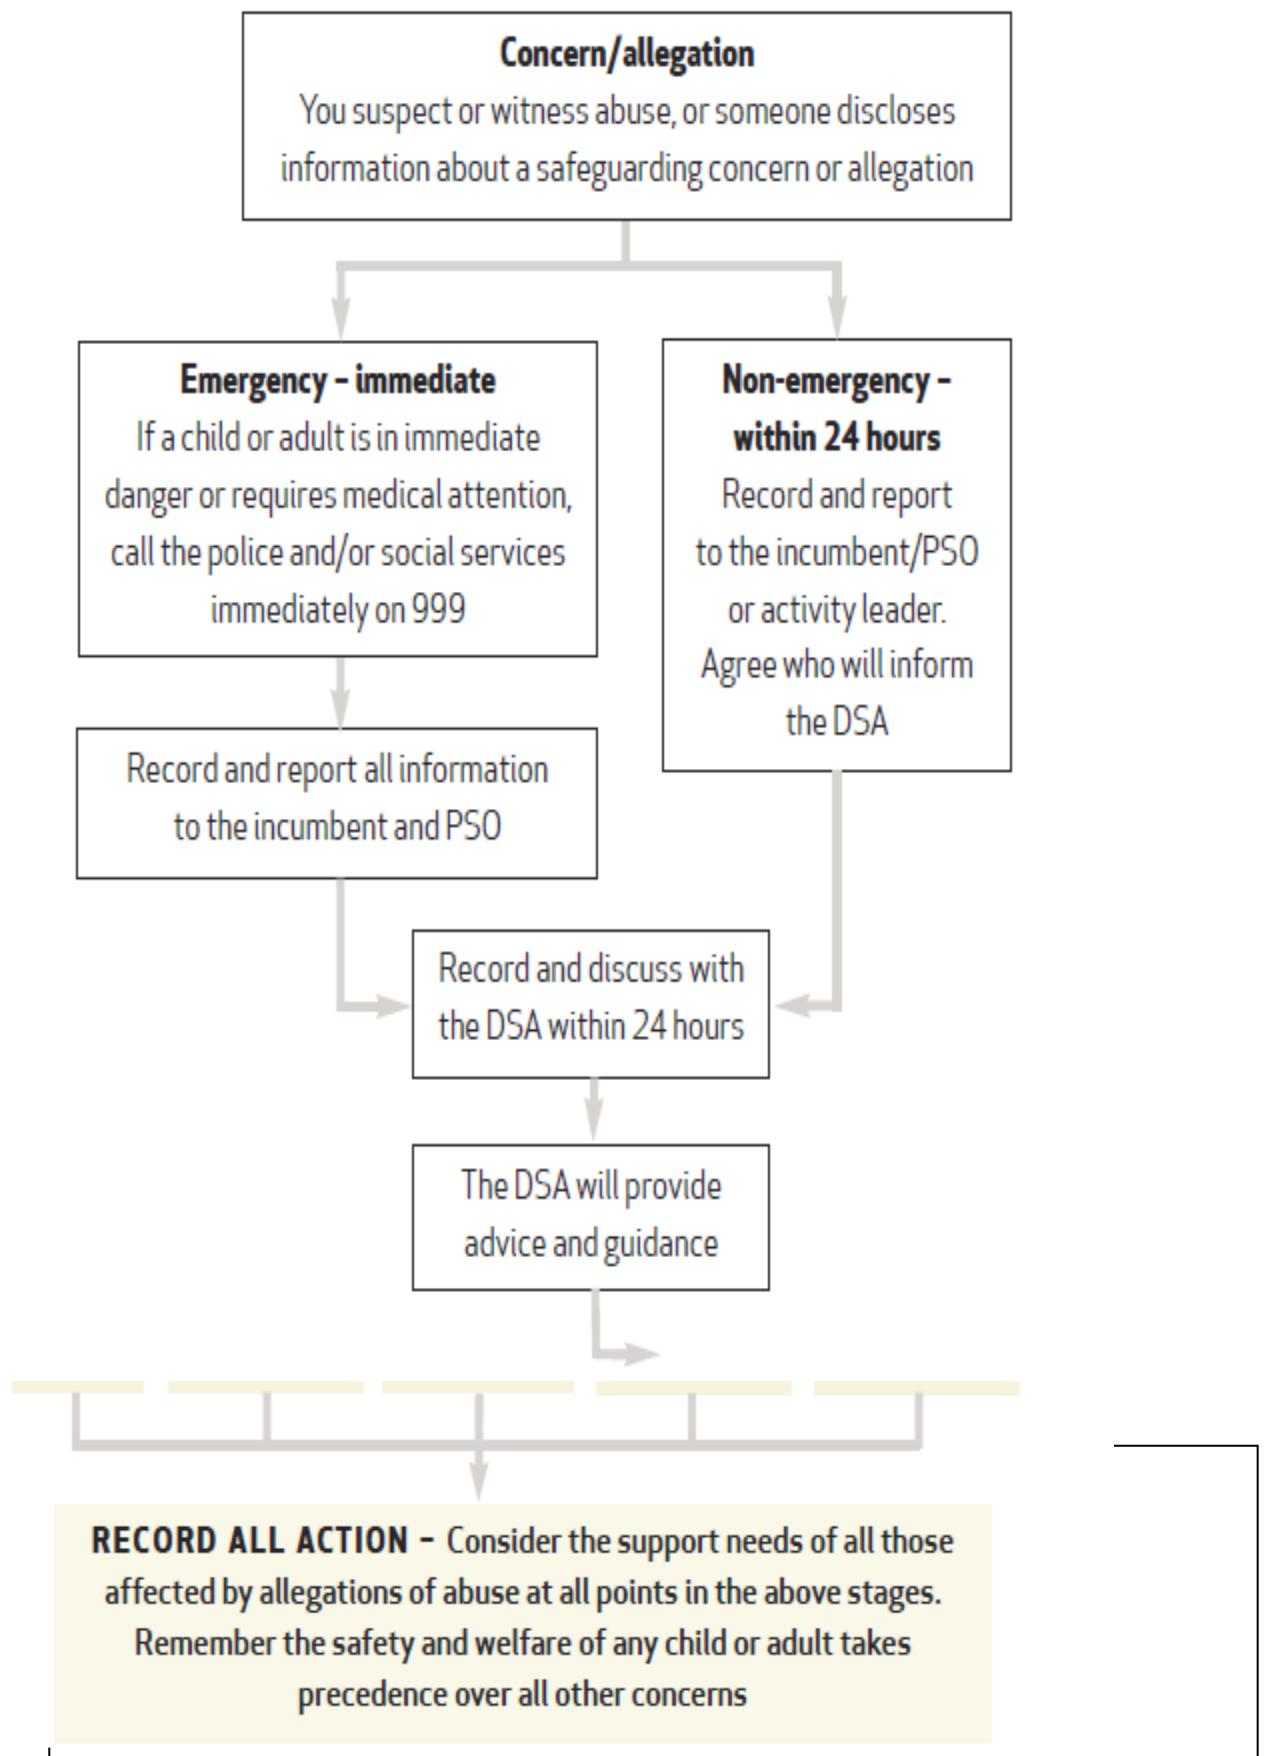 Concern/allegation
You suspect or witness abuse, or someone discloses
information about a safeguarding concern or allegation
Emergency – immediate
If a child or adult is in immediate
danger or requires medical attention,
call the police and/or social services
immediately on 999
Non-emergency –
within 24 hours
Record and report
to the incumbent/PSO
or activity leader.
Agree who will inform
the DSA
Record and report all information
to the incumbent and PSO
Record and discuss with
the DSA within 24 hours
The DSA will provide
advice and guidance
RECORD ALL ACTION – Consider the support needs of all those
affected by allegations of abuse at all points in the above stages.
Remember the safety and welfare of any child or adult takes
precedence over all other concerns